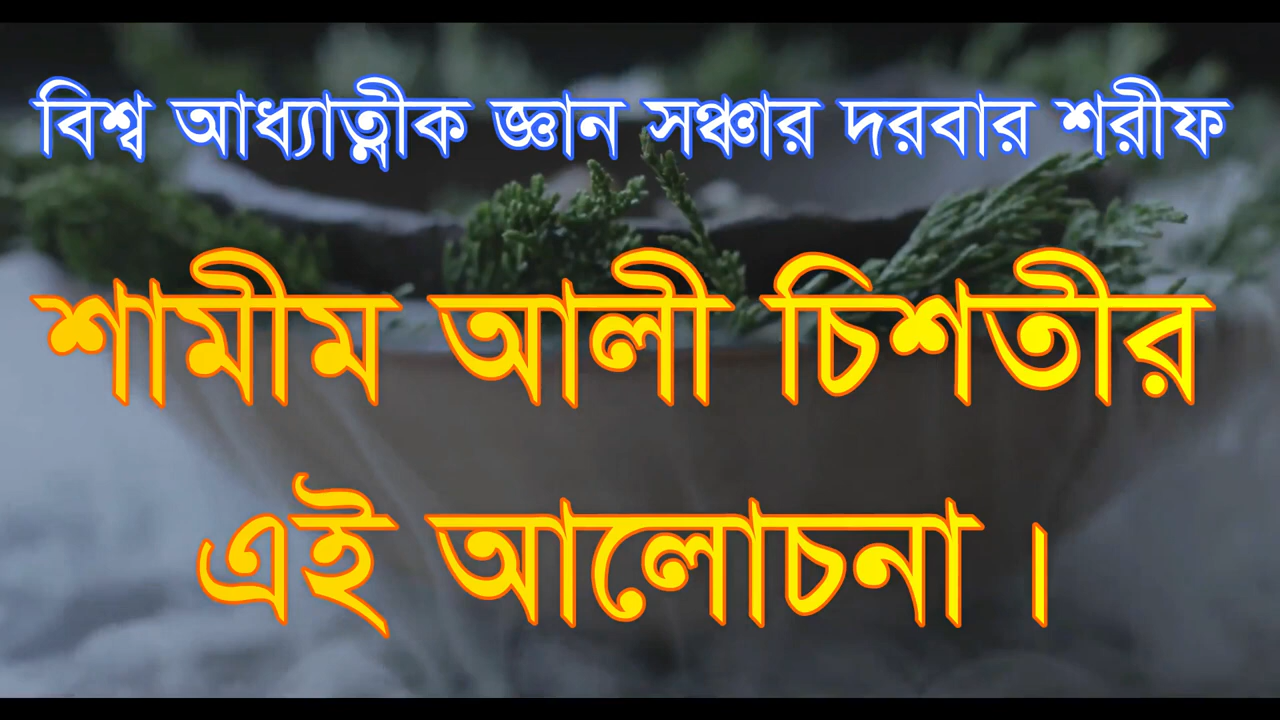 বিশ্ব আধ্যাত্নীক জ্ঞান সঞ্চার দরবার শরীফ
শামীম আলী চিশতীর
এই আলোচনা ।